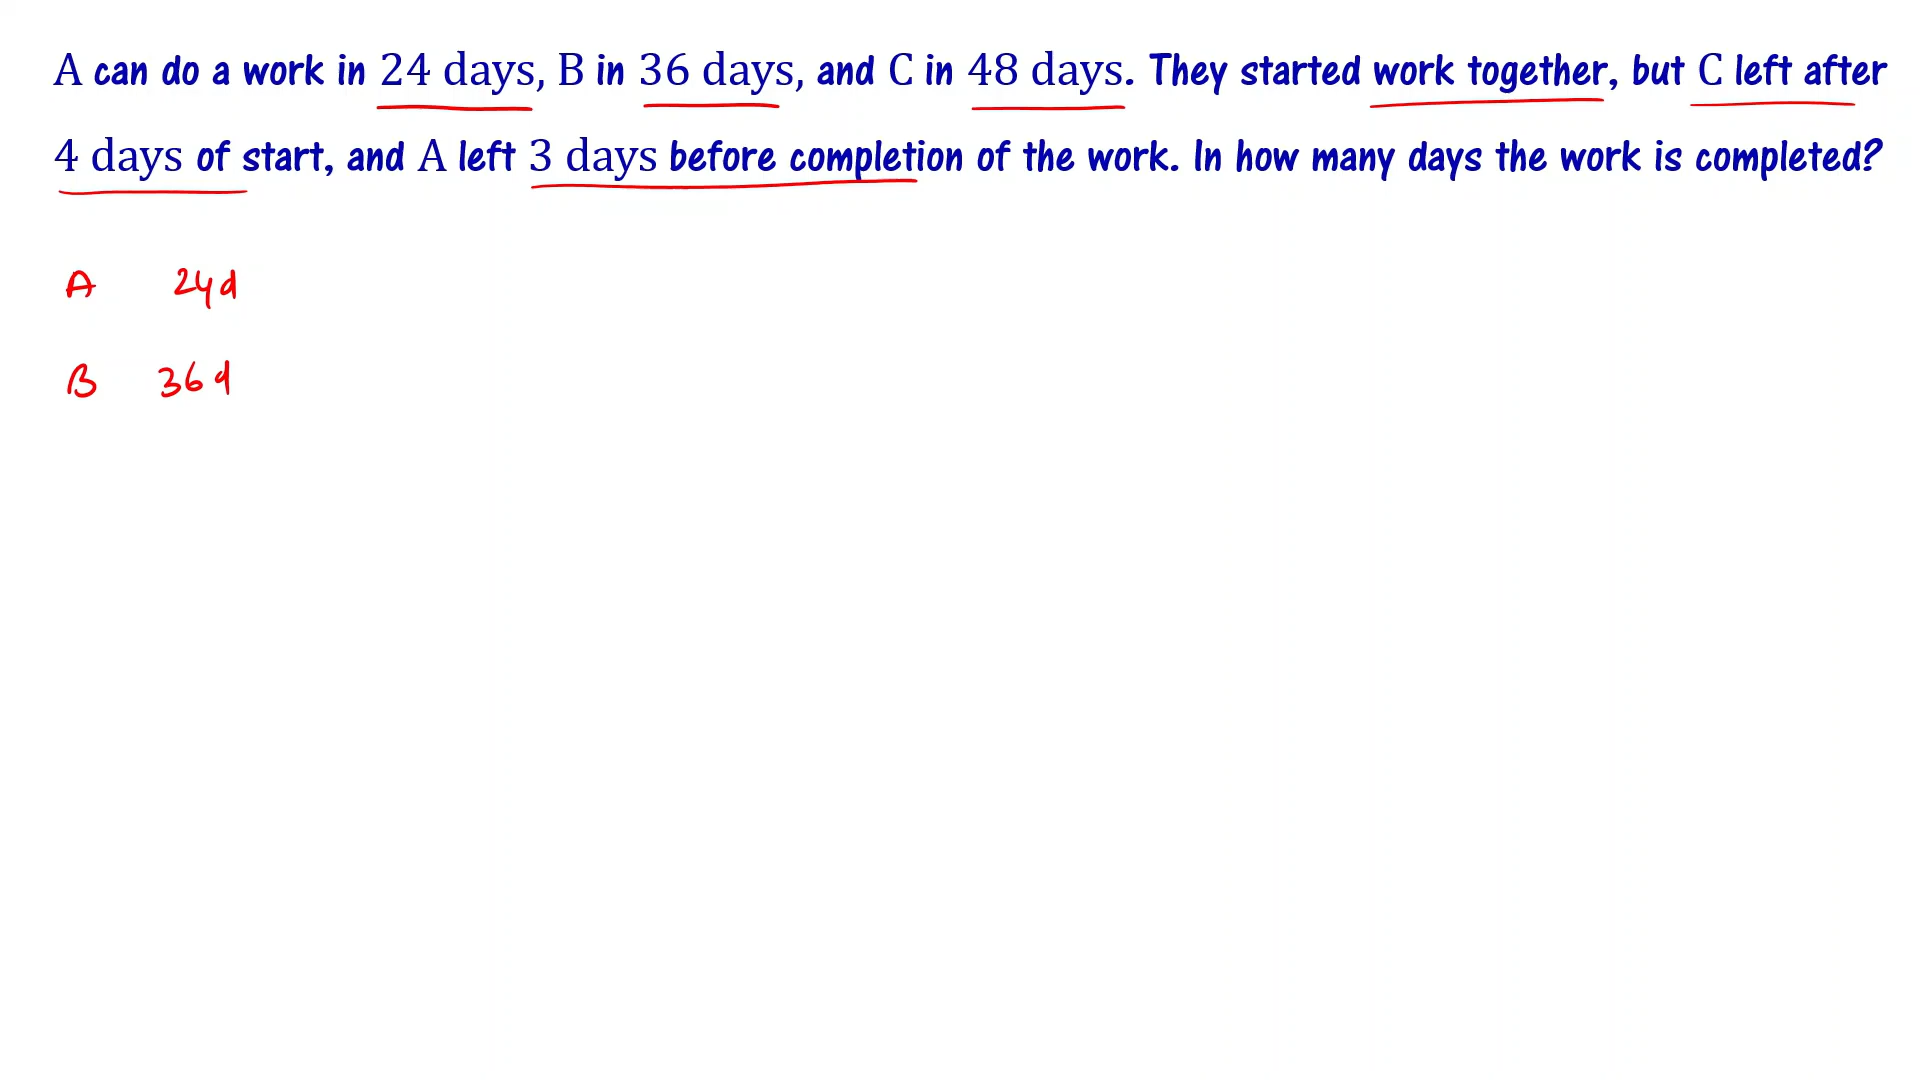 A can do a work in 24 days, B in 36 days, and C in 48 days. They started work together, but C left after
4 days of start, and A left 3 days before completion of the work. In how many days the work is completed?
A 24d
B 36d